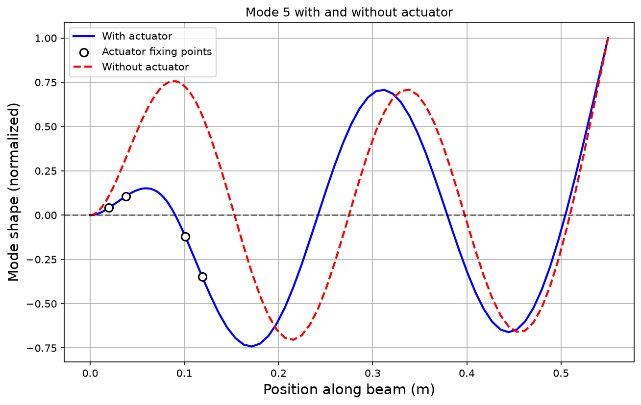 Mode 5 with and without actuator
With actuator
Actuator fixing points
Without actuator
Mode shape (normalized)
1.00
0.75
0.50
0.25
0.00
−0.25
−0.50
−0.75
0.0 0.1 0.2 0.3 0.4 0.5
Position along beam (m)